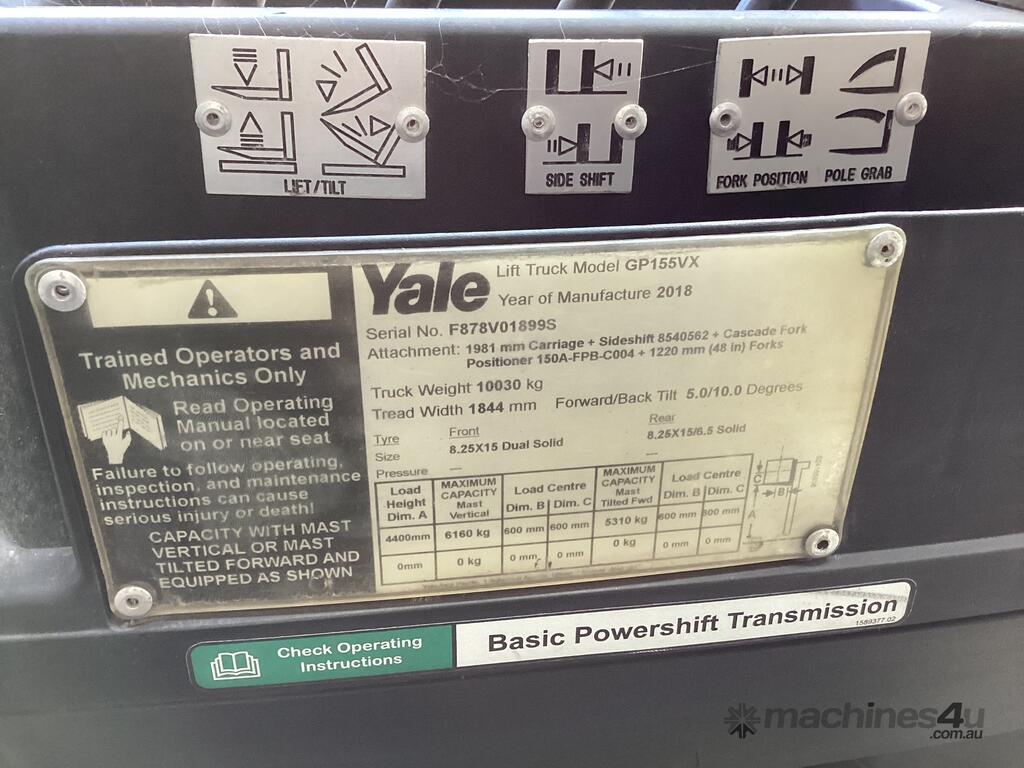 LIFT/TILT
SIDE SHIFT
FORK POSITION POLE GRAB
Trained Operators and
Mechanics Only
Read Operating
Manual located
on or near seat
Failure to follow operating,
inspection, and maintenance
instructions can cause
serious injury or death!
CAPACITY WITH MAST
VERTICAL OR MAST
TILTED FORWARD AND
EQUIPPED AS SHOWN
Yale
Lift Truck Model GP155VX
Year of Manufacture 2018
Serial No. F878V01899S
Attachment: 1981 mm Carriage + Sideshift 8540562 + Cascade Fork
Positioner 150A-FPB-C004 + 1220 mm (48 in) Forks
Truck Weight 10030 kg
Tread Width 1844 mm Forward/Back Tilt 5.0/10.0 Degrees
Tyre Front Rear
Size 8.25X15 Dual Solid 8.25X15/6.5 Solid
Pressure — —
Load Height Dim. A
MAXIMUM CAPACITY Mast Vertical
Load Centre
Dim. B Dim. C
MAXIMUM CAPACITY Mast Tilted Fwd
Load Centre
Dim. B Dim. C
4400mm 6160 kg 600 mm 600 mm 5310 kg 600 mm 600 mm
0mm 0 kg 0 mm 0 mm 0 kg 0 mm 0 mm
C
B
A
Check Operating
Instructions
Basic Powershift Transmission
1589377.02
machines4u
.com.au